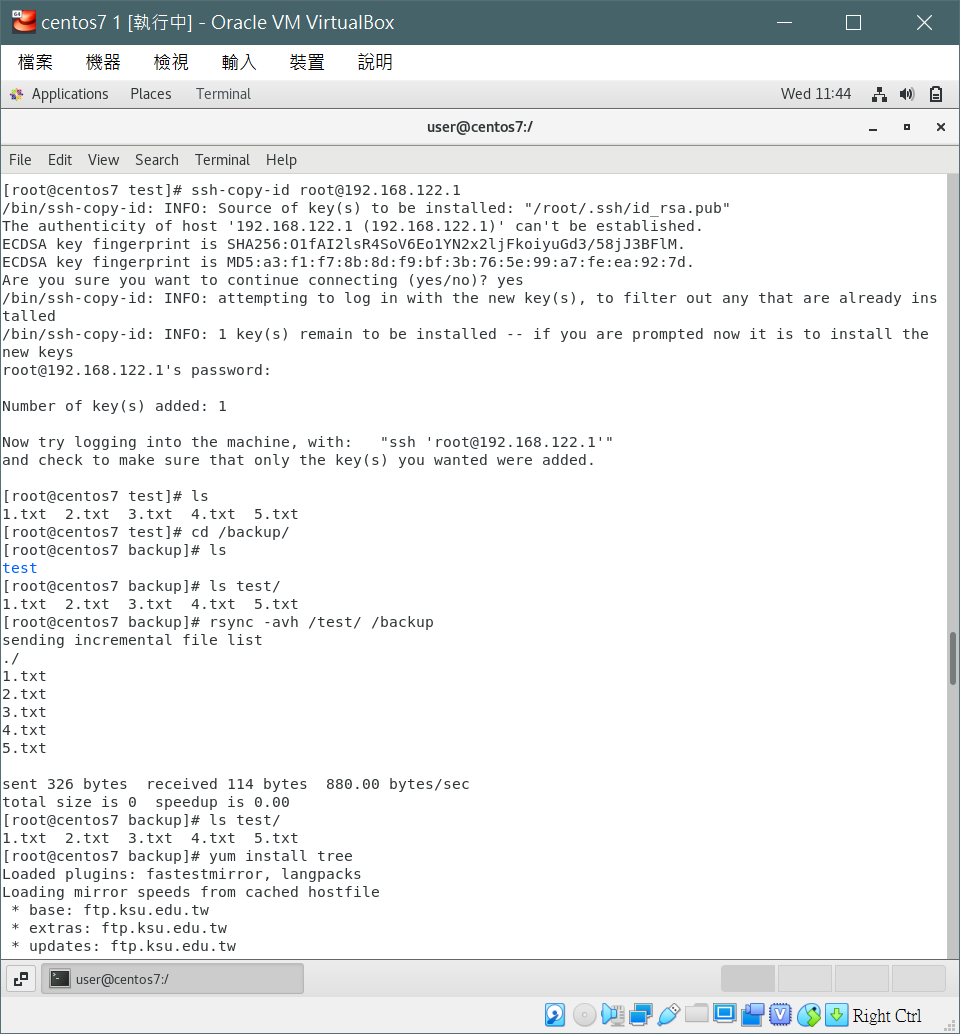 centos7 1 [執行中] - Oracle VM VirtualBox
檔案 機器 檢視 輸入 裝置 說明
Applications Places Terminal Wed 11:44
user@centos7:/
File Edit View Search Terminal Help
[root@centos7 test]# ssh-copy-id root@192.168.122.1
/bin/ssh-copy-id: INFO: Source of key(s) to be installed: "/root/.ssh/id_rsa.pub"
The authenticity of host '192.168.122.1 (192.168.122.1)' can't be established.
ECDSA key fingerprint is SHA256:O1fAI2lsR4SoV6Eo1YN2x2ljFkoiyuGd3/58jJ3BFlM.
ECDSA key fingerprint is MD5:a3:f1:f7:8b:8d:f9:bf:3b:76:5e:99:a7:fe:ea:92:7d.
Are you sure you want to continue connecting (yes/no)? yes
/bin/ssh-copy-id: INFO: attempting to log in with the new key(s), to filter out any that are already ins
talled
/bin/ssh-copy-id: INFO: 1 key(s) remain to be installed -- if you are prompted now it is to install the
new keys
root@192.168.122.1's password:
Number of key(s) added: 1
Now try logging into the machine, with:   "ssh 'root@192.168.122.1'"
and check to make sure that only the key(s) you wanted were added.
[root@centos7 test]# ls
1.txt  2.txt  3.txt  4.txt  5.txt
[root@centos7 test]# cd /backup/
[root@centos7 backup]# ls
test
[root@centos7 backup]# ls test/
1.txt  2.txt  3.txt  4.txt  5.txt
[root@centos7 backup]# rsync -avh /test/ /backup
sending incremental file list
./
1.txt
2.txt
3.txt
4.txt
5.txt
sent 326 bytes  received 114 bytes  880.00 bytes/sec
total size is 0  speedup is 0.00
[root@centos7 backup]# ls test/
1.txt  2.txt  3.txt  4.txt  5.txt
[root@centos7 backup]# yum install tree
Loaded plugins: fastestmirror, langpacks
Loading mirror speeds from cached hostfile
 * base: ftp.ksu.edu.tw
 * extras: ftp.ksu.edu.tw
 * updates: ftp.ksu.edu.tw
user@centos7:/
Right Ctrl